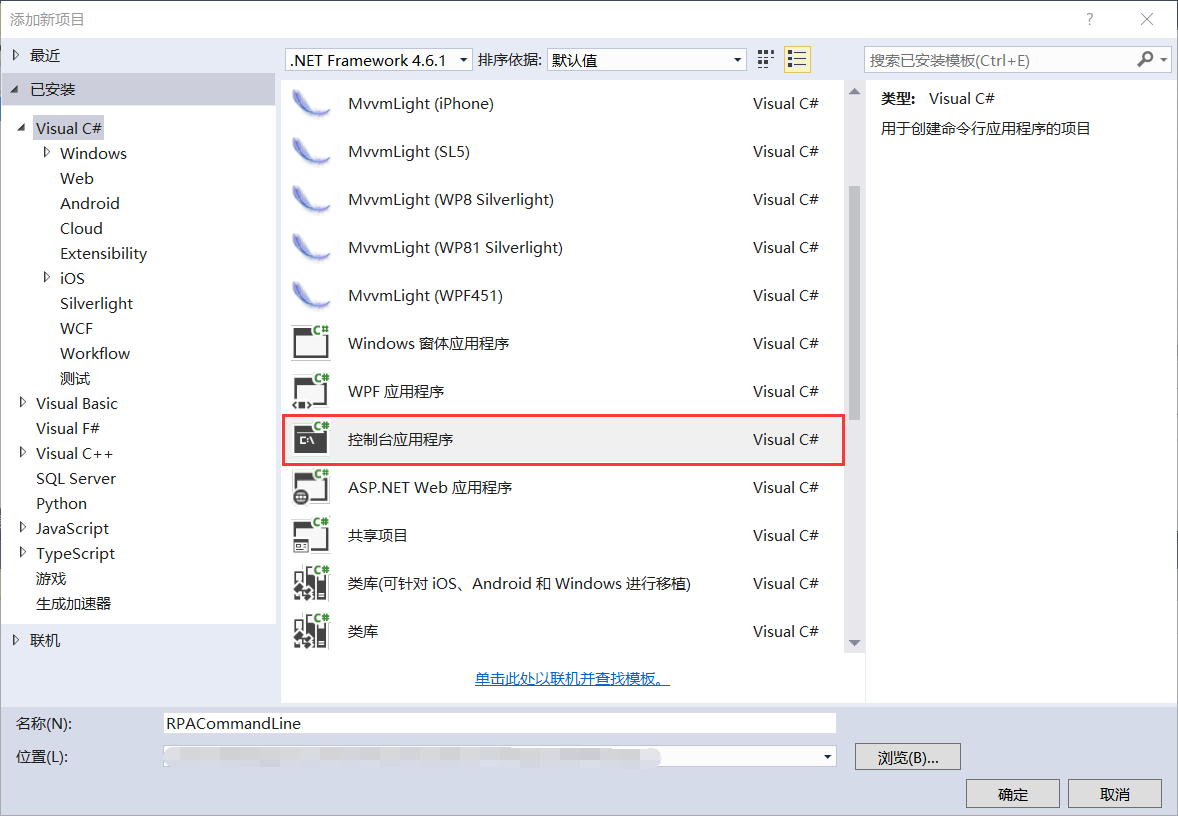 添加新项目
?
最近
已安装
Visual C#
Windows
Web
Android
Cloud
Extensibility
iOS
Silverlight
WCF
Workflow
测试
Visual Basic
Visual F#
Visual C++
SQL Server
Python
JavaScript
TypeScript
游戏
生成加速器
联机
.NET Framework 4.6.1 排序依据: 默认值
搜索已安装模板(Ctrl+E)
MvvmLight (iPhone) Visual C#
MvvmLight (SL5) Visual C#
MvvmLight (WP8 Silverlight) Visual C#
MvvmLight (WP81 Silverlight) Visual C#
MvvmLight (WPF451) Visual C#
C# Windows 窗体应用程序 Visual C#
C# WPF 应用程序 Visual C#
C# C:\ 控制台应用程序 Visual C#
C# ASP.NET Web 应用程序 Visual C#
C# 共享项目 Visual C#
C# 类库(可针对 iOS、Android 和 Windows 进行移植) Visual C#
C# 类库 Visual C#
单击此处以联机并查找模板。
类型: Visual C#
用于创建命令行应用程序的项目
名称(N): RPACommandLine
位置(L):
浏览(B)...
确定 取消